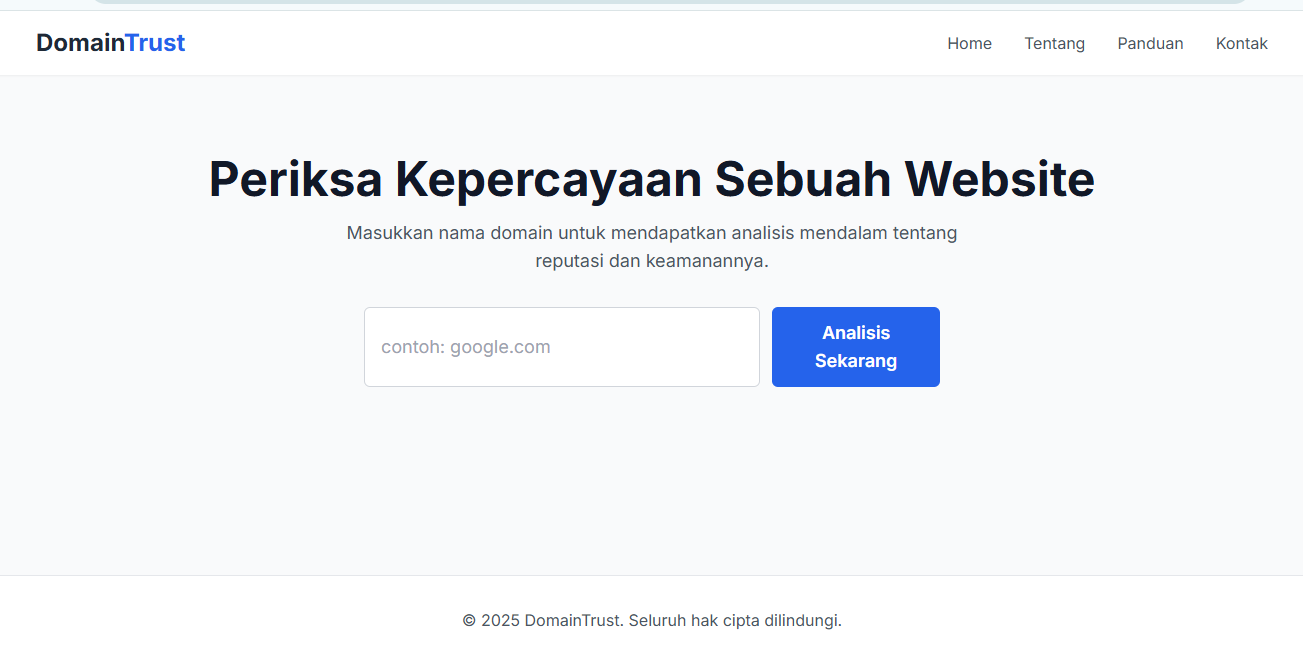 DomainTrust
Home Tentang Panduan Kontak
Periksa Kepercayaan Sebuah Website
Masukkan nama domain untuk mendapatkan analisis mendalam tentang
reputasi dan keamanannya.
contoh: google.com
Analisis
Sekarang
© 2025 DomainTrust. Seluruh hak cipta dilindungi.